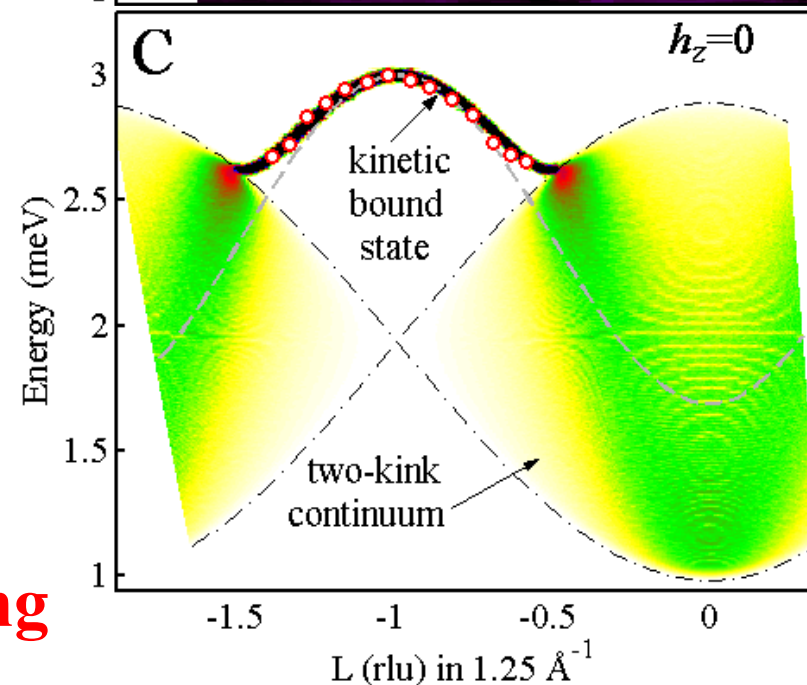 C
h_z=0
3
kinetic
bound
state
2.5
Energy (meV)
2
1.5
two-kink
continuum
1
ng
-1.5
-1
-0.5
0
L (rlu) in 1.25 Å⁻¹